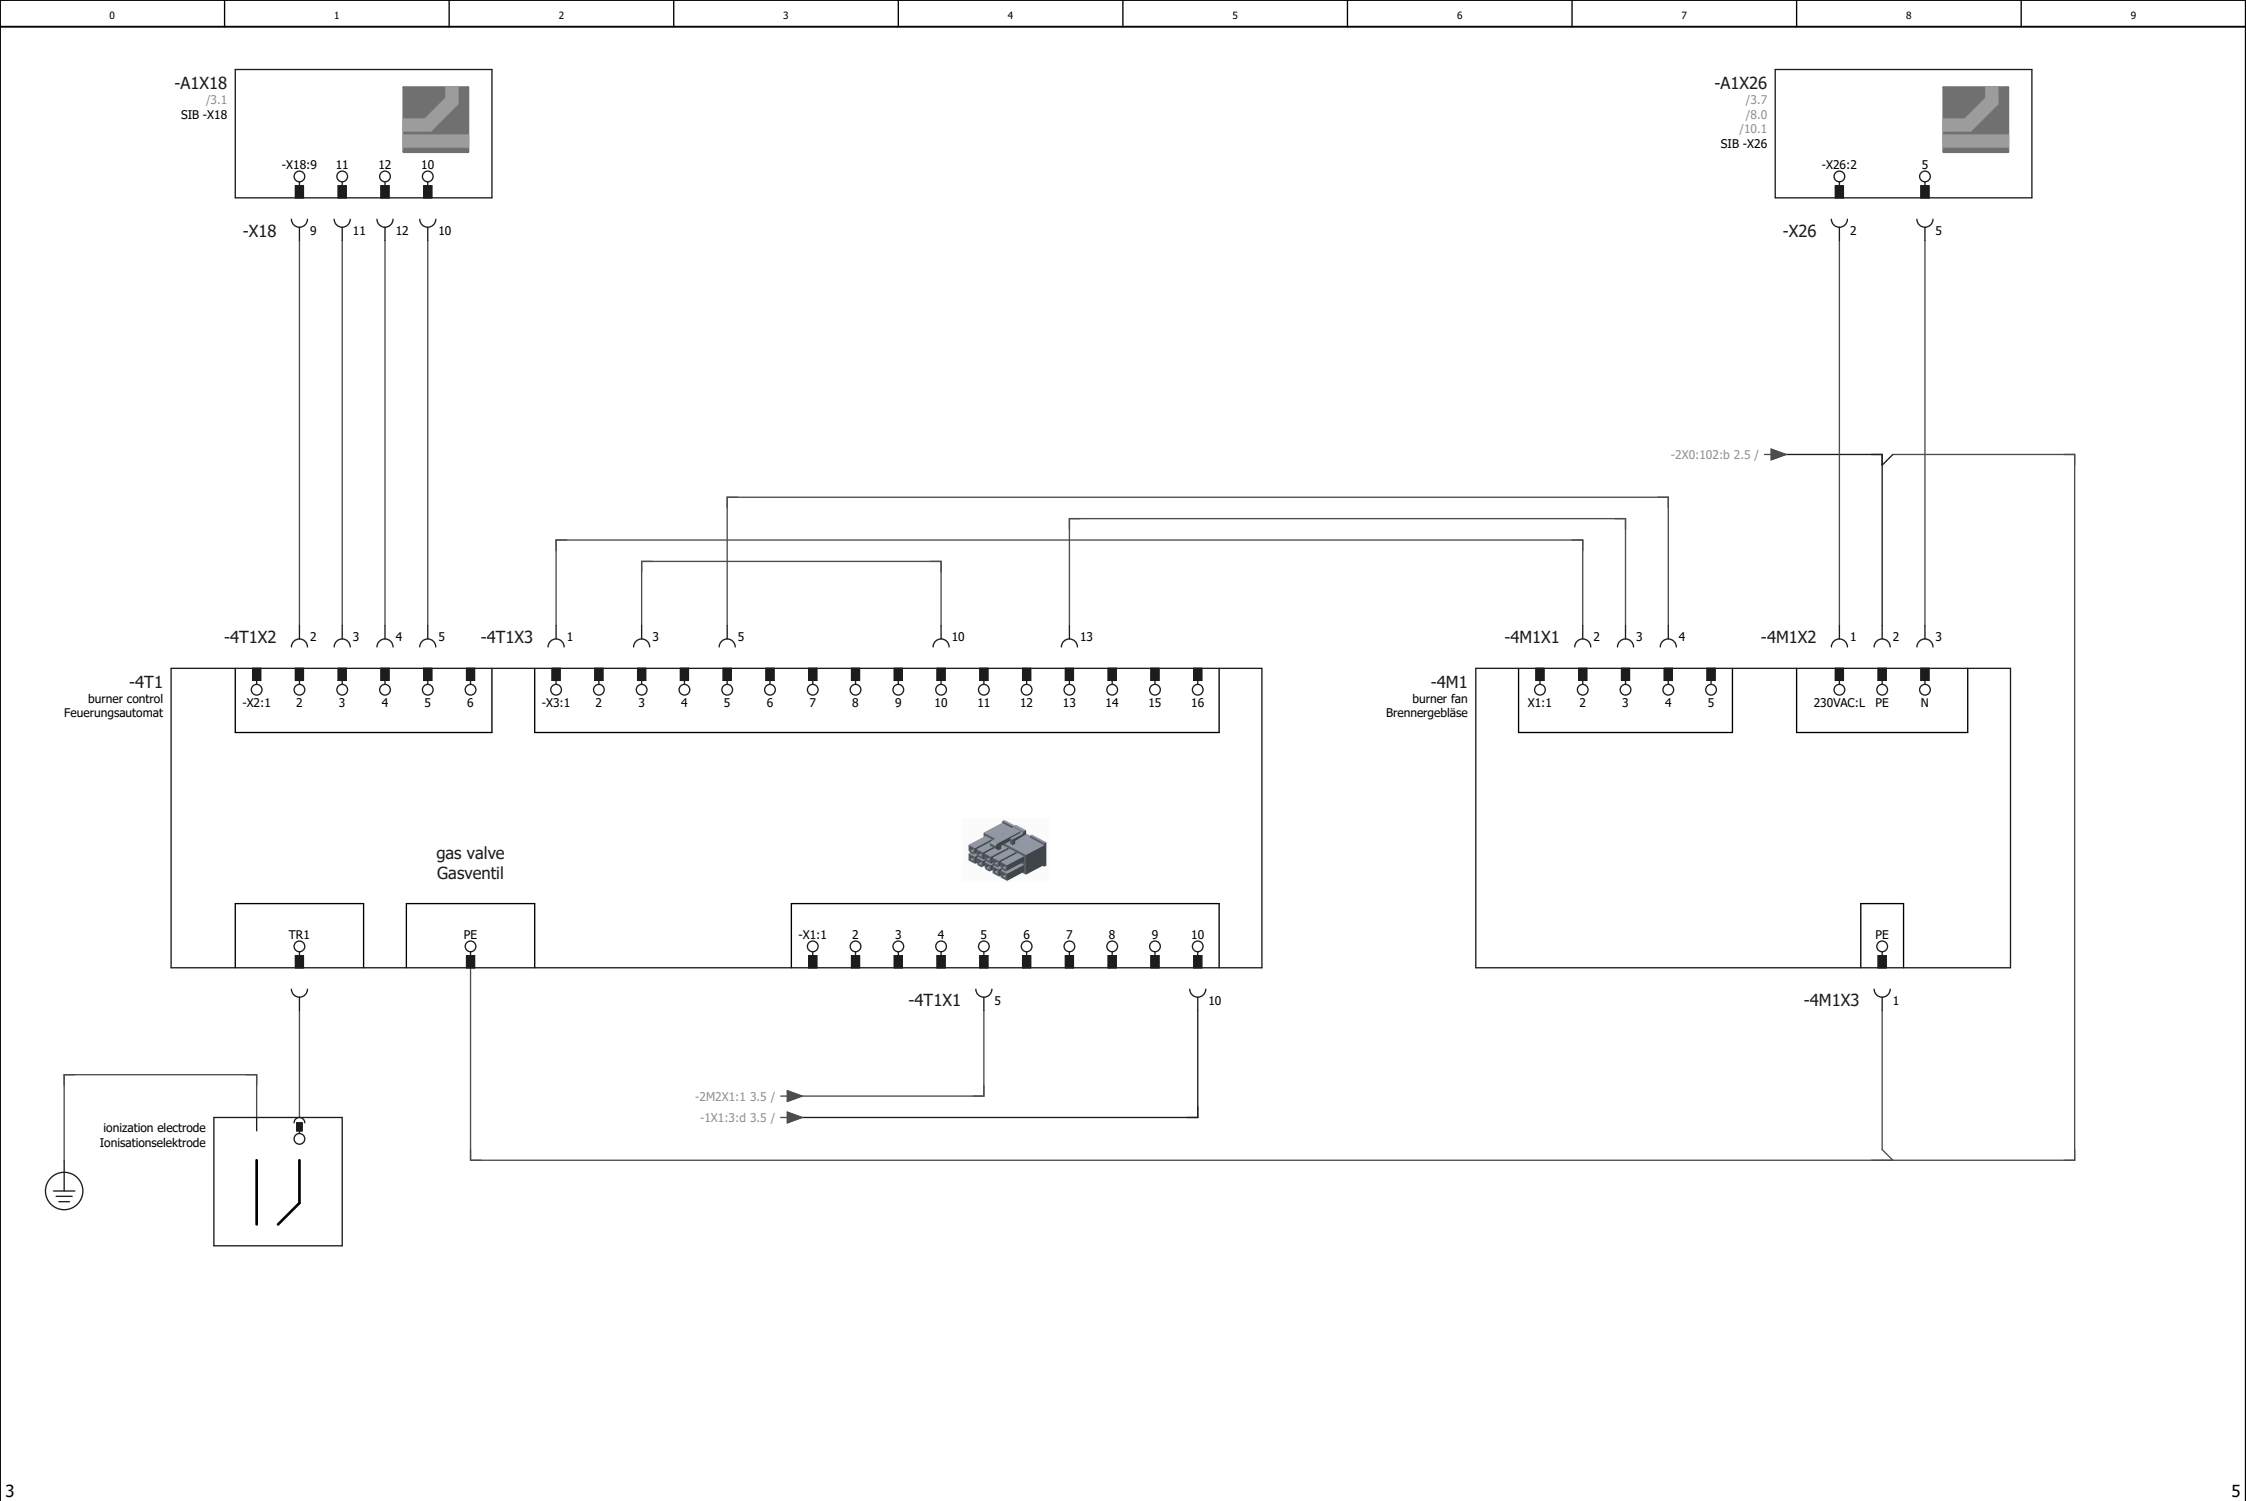 0 1 2 3 4 5 6 7 8 9
-A1X18
/3.1
SIB -X18
-X18:9 11 12 10
-X18 9 11 12 10
-A1X26
/3.7
/8.0
/10.1
SIB -X26
-X26:2 5
-X26 2 5
-2X0:102:b 2.5 /
-4T1X2 2 3 4 5
-4T1X3 1 3 5 10 13
-4M1X1 2 3 4
-4M1X2 1 2 3
-4T1
burner control
Feuerungsautomat
-X2:1 2 3 4 5 6
-X3:1 2 3 4 5 6 7 8 9 10 11 12 13 14 15 16
-4M1
burner fan
Brennergebläse
X1:1 2 3 4 5
230VAC:L PE N
gas valve
Gasventil
TR1
PE
-X1:1 2 3 4 5 6 7 8 9 10
PE
-4T1X1 5 10
-4M1X3 1
-2M2X1:1 3.5 /
-1X1:3:d 3.5 /
ionization electrode
Ionisationselektrode
3
5